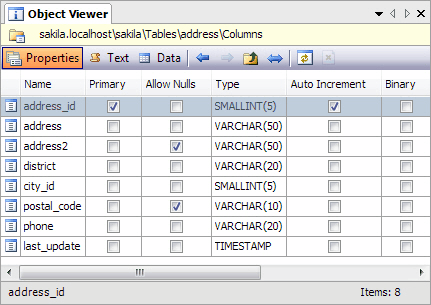 Object Viewer
sakila.localhost\sakila\Tables\address\Columns
Properties Text Data
Name Primary Allow Nulls Type Auto Increment Binary
address_id SMALLINT(5)
address VARCHAR(50)
address2 VARCHAR(50)
district VARCHAR(20)
city_id SMALLINT(5)
postal_code VARCHAR(10)
phone VARCHAR(20)
last_update TIMESTAMP
address_id Items: 8